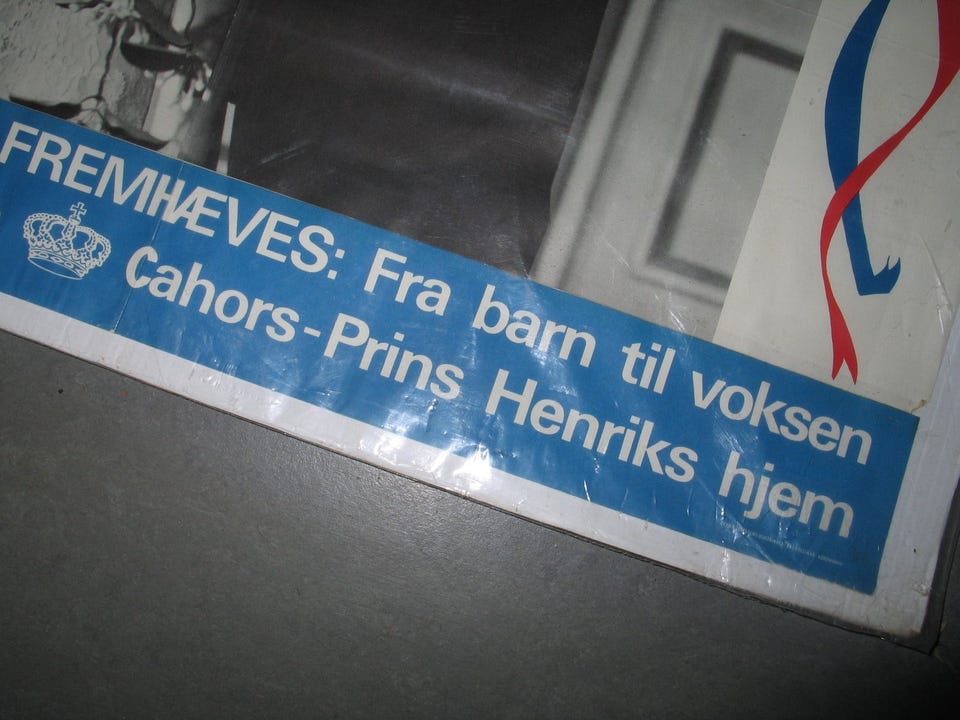 FREMHÆVES: Fra barn til voksen
Cahors-Prins Henriks hjem